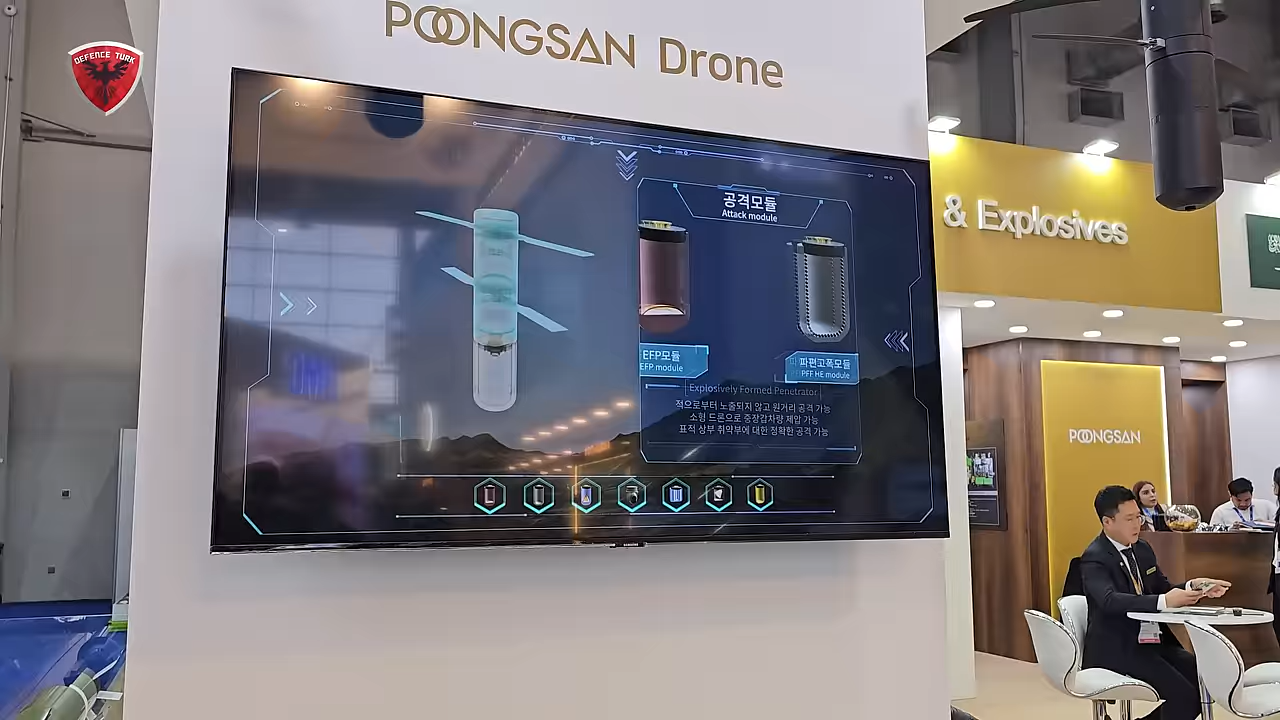 POONGSAN Drone
DEFENCE TURK
& Explosives
공격모듈
Attack module
EFP모듈
EFP module
파편고폭모듈
PFF HE module
Explosively Formed Penetrator
적으로부터 노출되지 않고 원거리 공격 가능
소형 드론으로 중장갑차량 제압 가능
표적 상부 취약부에 대한 정확한 공격 가능
POONGSAN
SAMSUNG